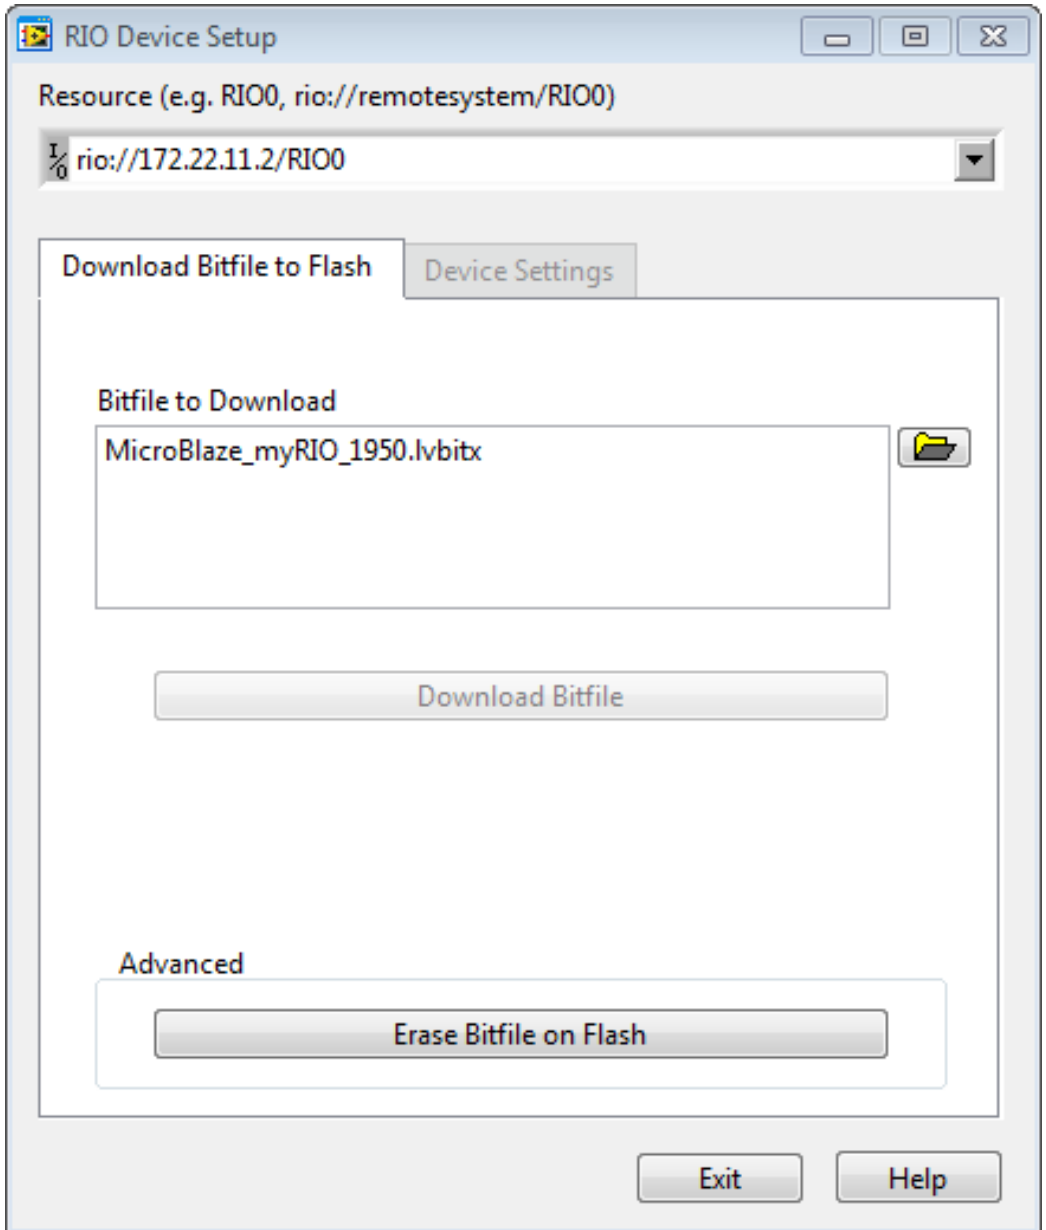 RIO Device Setup
Resource (e.g. RIO0, rio://remotesystem/RIO0)
I/O rio://172.22.11.2/RIO0
Download Bitfile to Flash
Device Settings
Bitfile to Download
MicroBlaze_myRIO_1950.lvbitx
Download Bitfile
Advanced
Erase Bitfile on Flash
Exit
Help